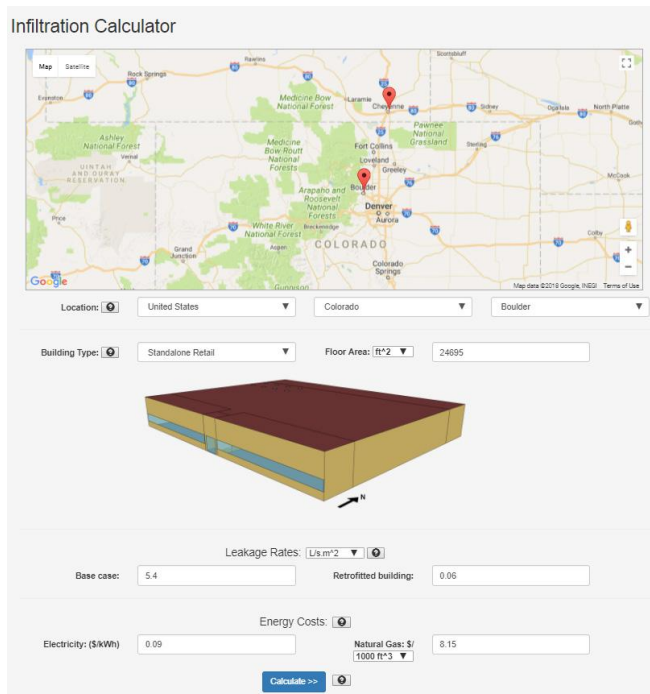 Infiltration Calculator
Map Satellite
Rawlins
Scottsbluff
Rock Springs
Evanston
Medicine Bow
National Forest
Laramie
Cheyenne
Sidney
Ogallala
North Platte
Ashley
National Forest
Vernal
UINTAH
AND OURAY
RESERVATION
Medicine
Bow Routt
National
Forests
Pawnee
National
Grassland
Fort Collins
Sterling
Loveland
Greeley
McCook
Arapaho and
Roosevelt
National
Forests
Boulder
Denver
Aurora
Price
White River
National Forest
Breckenridge
Colby
Grand
Junction
Aspen
COLORADO
Colorado
Springs
Gunnison
Google
Map data ©2018 Google, INEGI Terms of Use
Location: United States Colorado Boulder
Building Type: Standalone Retail Floor Area: ft^2 24695
N
Leakage Rates: L/s.m^2
Base case: 5.4 Retrofitted building: 0.06
Energy Costs:
Electricity: ($/kWh) 0.09 Natural Gas: $/ 8.15
1000 ft^3
Calculate >>